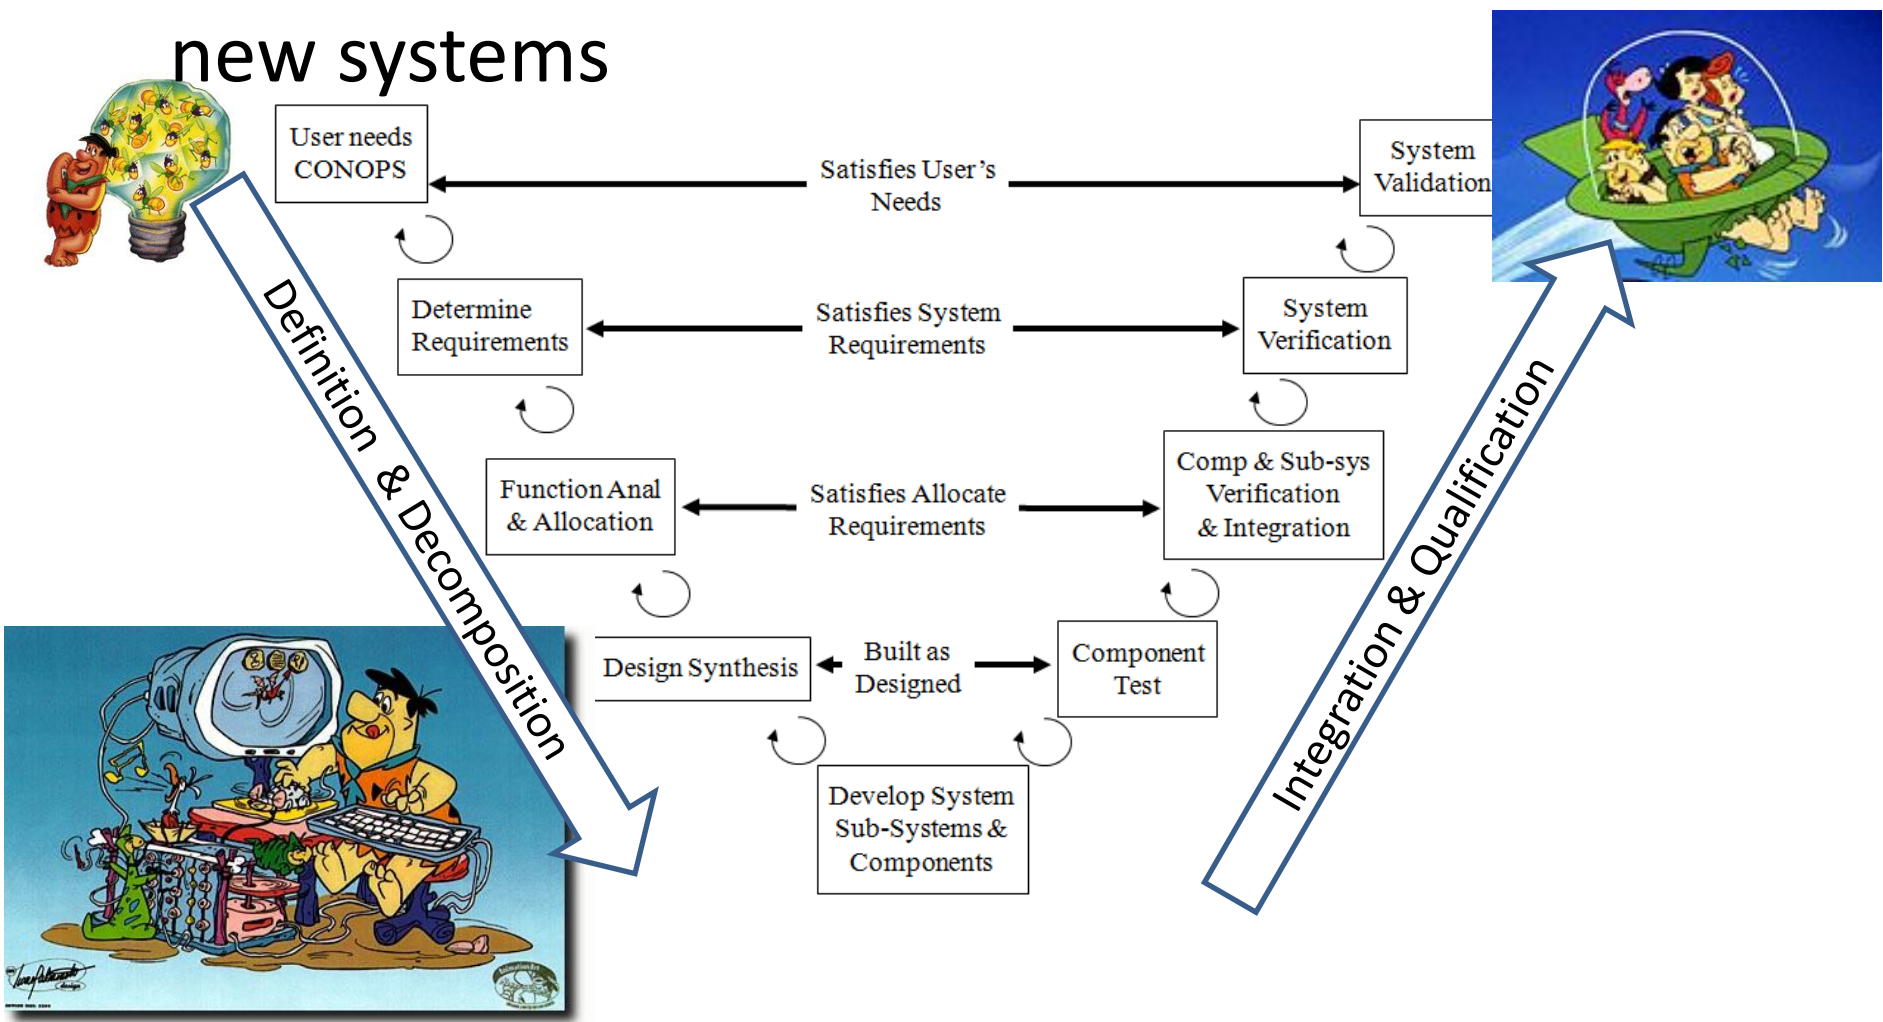 new systems
User needs
CONOPS
Satisfies User’s
Needs
System
Validation
Determine
Requirements
Satisfies System
Requirements
System
Verification
Function Anal
& Allocation
Satisfies Allocate
Requirements
Comp & Sub-sys
Verification
& Integration
Design Synthesis
Built as
Designed
Component
Test
Develop System
Sub-Systems &
Components
Definition & Decomposition
Integration & Qualification